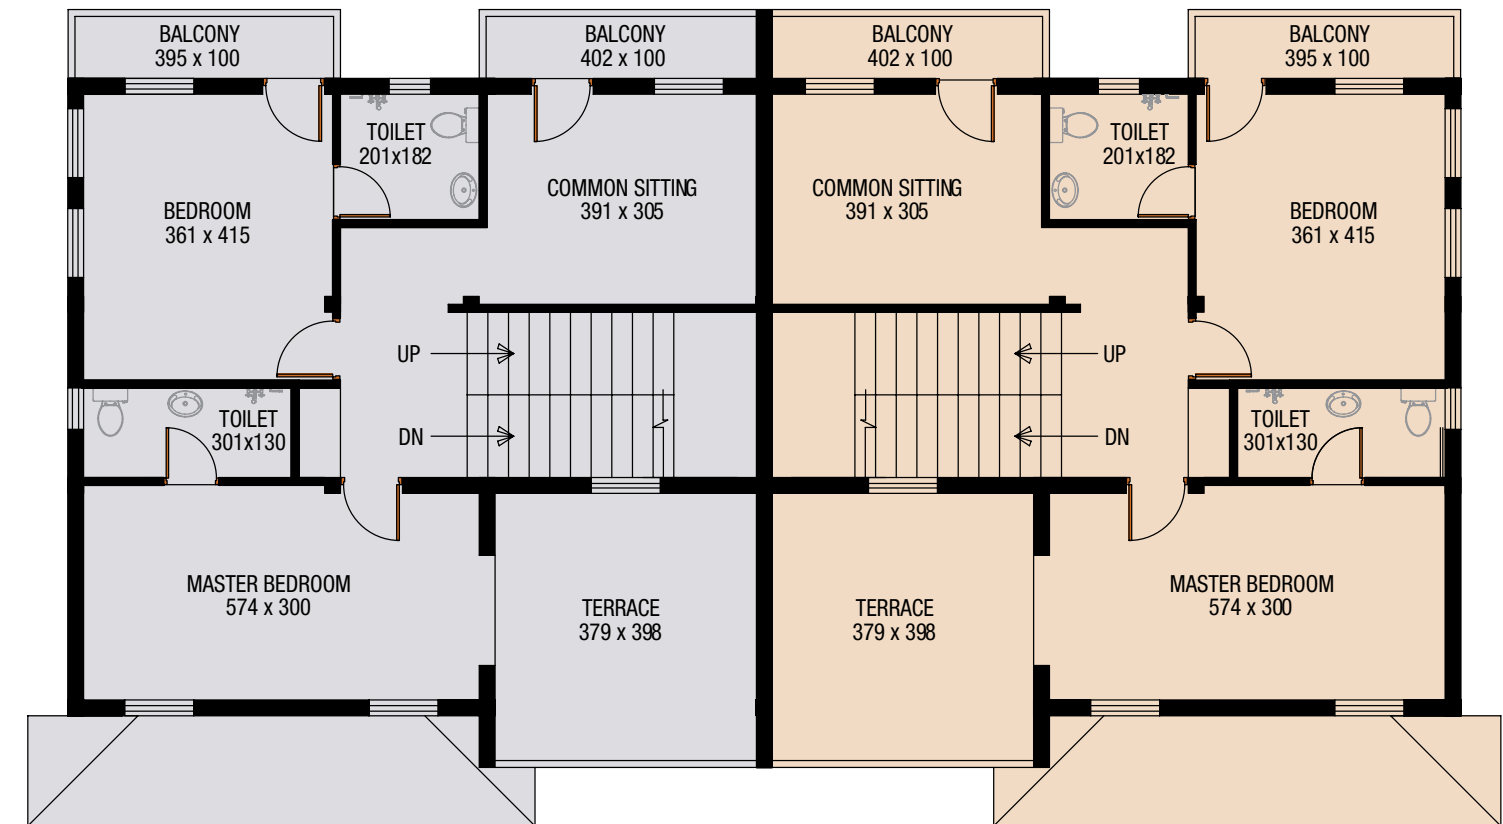 BALCONY
395 x 100
BALCONY
402 x 100
BALCONY
402 x 100
BALCONY
395 x 100
TOILET
201x182
TOILET
201x182
COMMON SITTING
391 x 305
COMMON SITTING
391 x 305
BEDROOM
361 x 415
BEDROOM
361 x 415
UP
UP
TOILET
301x130
DN
DN
TOILET
301x130
MASTER BEDROOM
574 x 300
TERRACE
379 x 398
TERRACE
379 x 398
MASTER BEDROOM
574 x 300